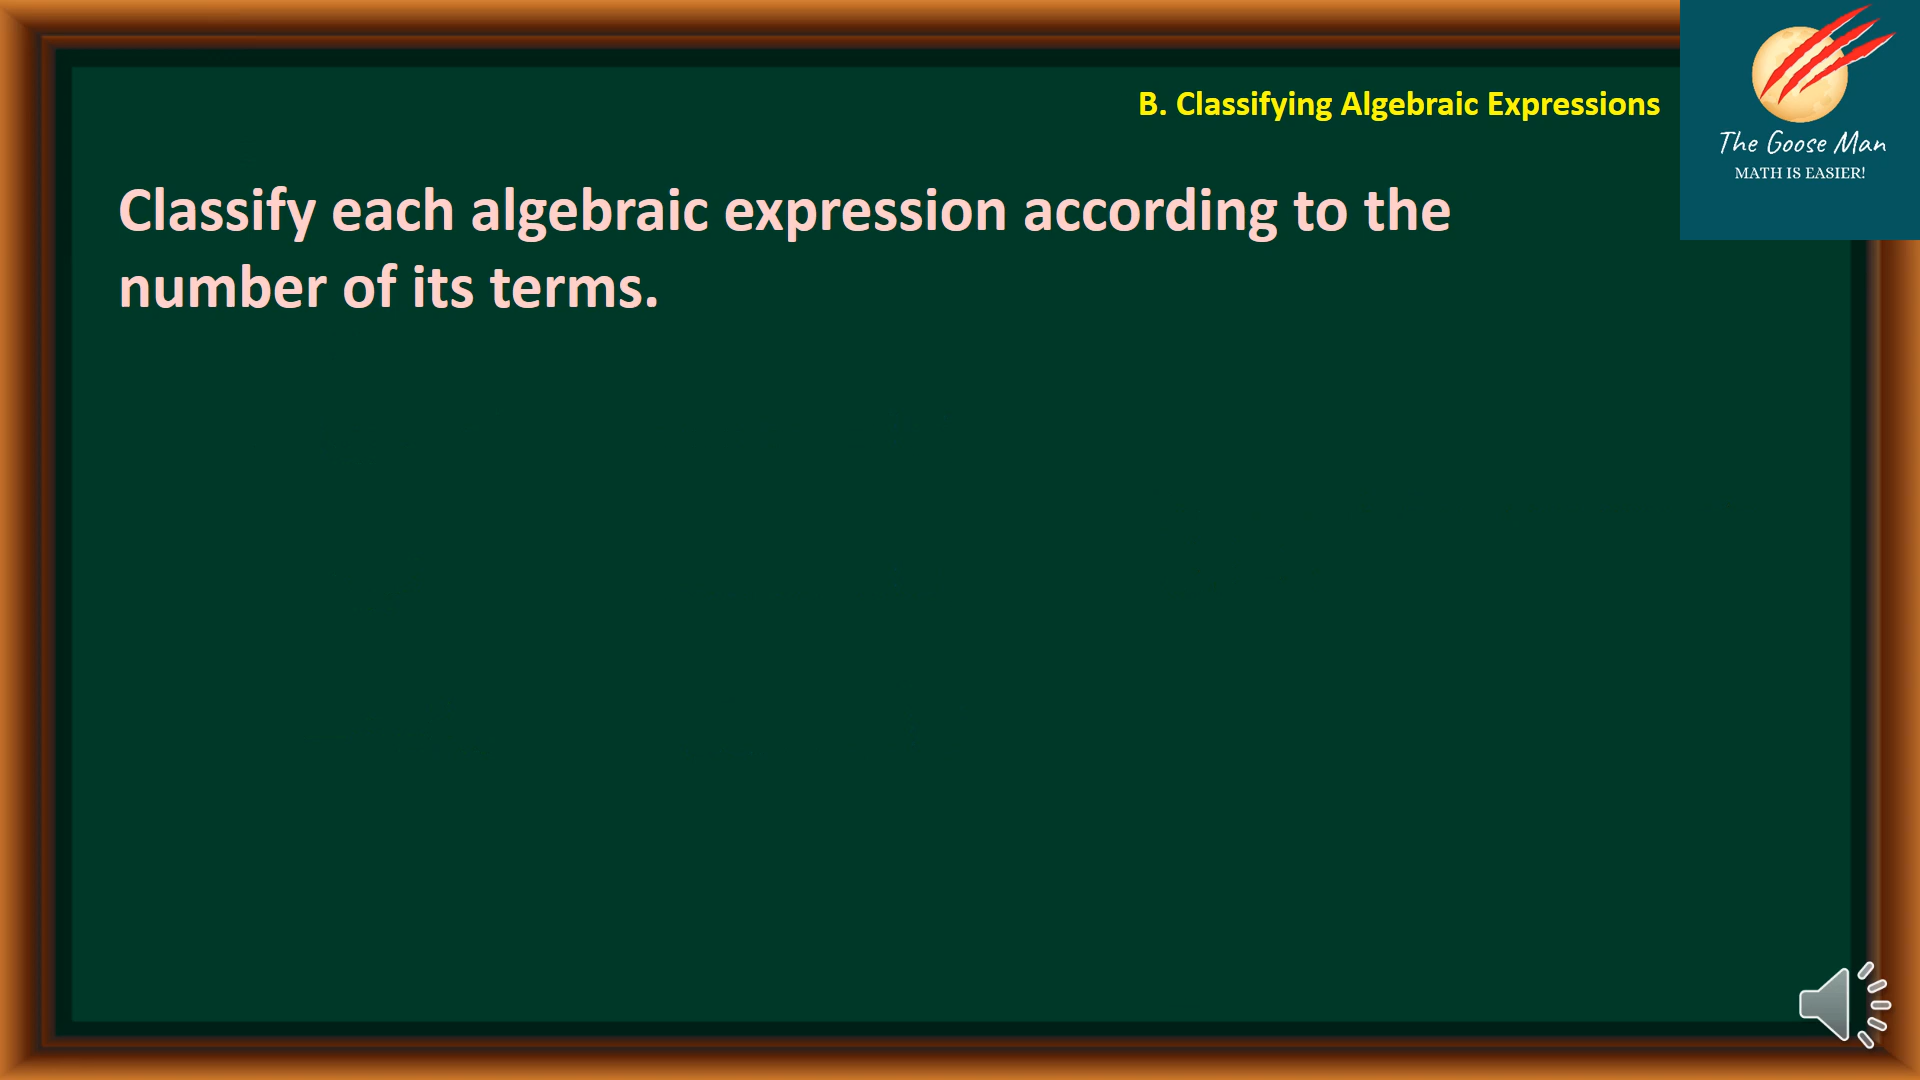 B. Classifying Algebraic Expressions
The Goose Man
MATH IS EASIER!
Classify each algebraic expression according to the
number of its terms.